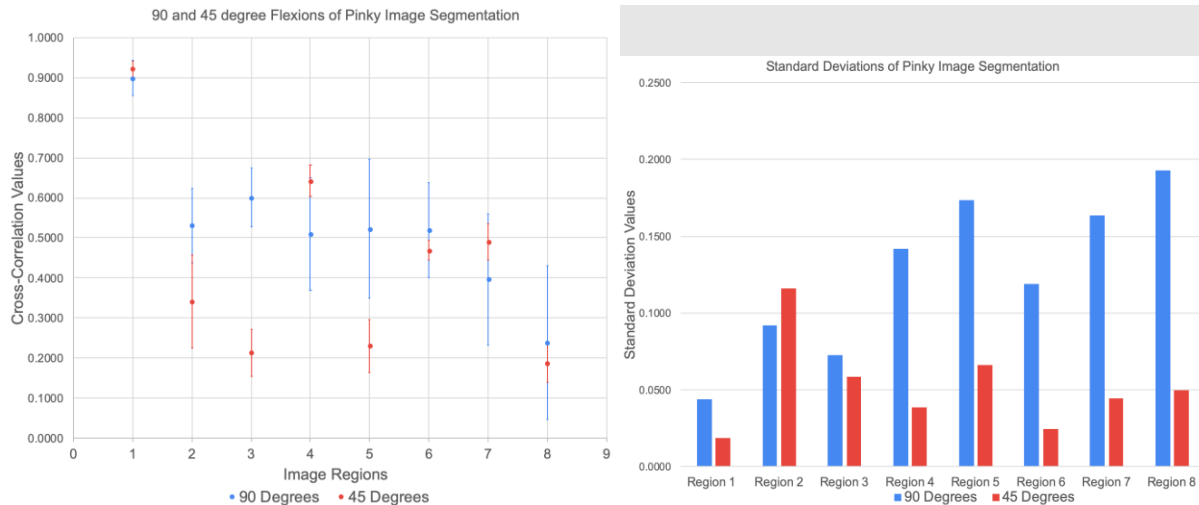 90 and 45 degree Flexions of Pinky Image Segmentation
1.0000
0.9000
0.8000
0.7000
0.6000
0.5000
0.4000
0.3000
0.2000
0.1000
0.0000
Cross-Correlation Values
0 1 2 3 4 5 6 7 8 9
Image Regions
90 Degrees 45 Degrees
Standard Deviations of Pinky Image Segmentation
0.2500
0.2000
0.1500
0.1000
0.0500
0.0000
Standard Deviation Values
Region 1 Region 2 Region 3 Region 4 Region 5 Region 6 Region 7 Region 8
90 Degrees 45 Degrees